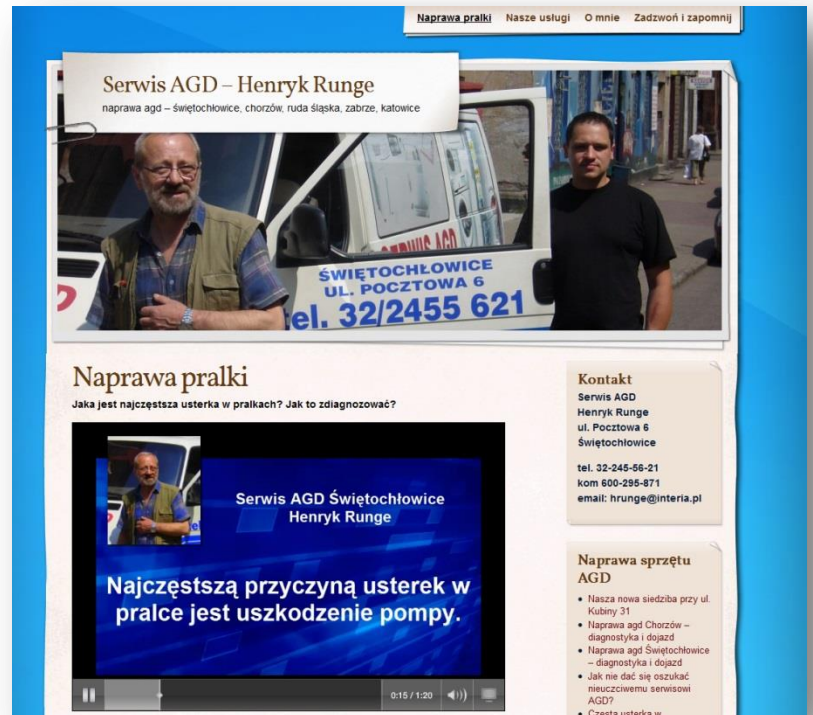 Naprawa pralki Nasze usługi O mnie Zadzwoń i zapomnij
Serwis AGD – Henryk Runge
naprawa agd – świętochłowice, chorzów, ruda śląska, zabrze, katowice
SERWIS AGD
ŚWIĘTOCHŁOWICE
UL. POCZTOWA 6
tel. 32/2455 621
Naprawa pralki
Jaka jest najczęstsza usterka w pralkach? Jak to zdiagnozować?
Serwis AGD Świętochłowice
Henryk Runge
Najczęstszą przyczyną usterek w
pralce jest uszkodzenie pompy.
0:15 / 1:20
Kontakt
Serwis AGD
Henryk Runge
ul. Pocztowa 6
Świętochłowice
tel. 32-245-56-21
kom 600-295-871
email: hrunge@interia.pl
Naprawa sprzętu
AGD
Nasza nowa siedziba przy ul.
Kubiny 31
Naprawa agd Chorzów –
diagnostyka i dojazd
Naprawa agd Świętochłowice
– diagnostyka i dojazd
Jak nie dać się oszukać
nieuczciwemu serwisowi
AGD?
Częsta usterka w